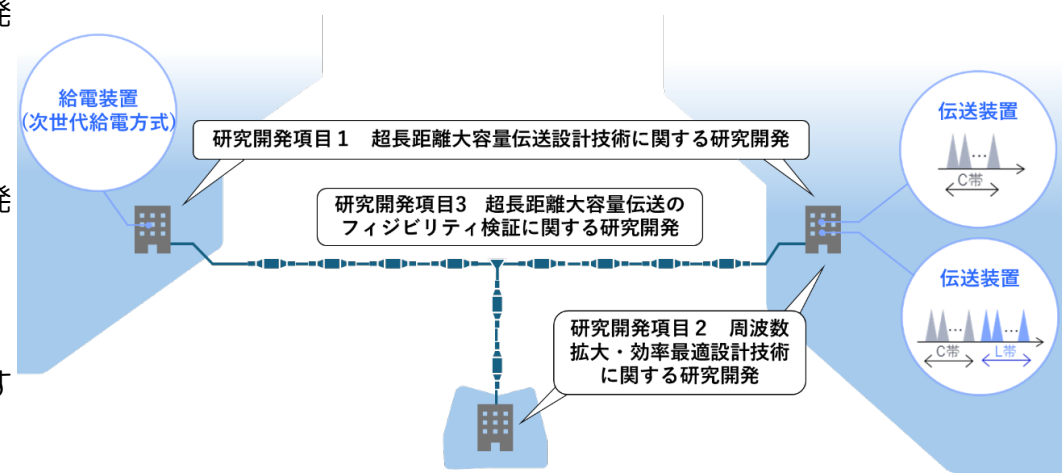 発
給電装置
(次世代給電方式)
研究開発項目１　超長距離大容量伝送設計技術に関する研究開発
伝送装置
…
C帯
発
研究開発項目3　超長距離大容量伝送の
フィジビリティ検証に関する研究開発
伝送装置
… …
C帯 L帯
研究開発項目２　周波数
拡大・効率最適設計技術
に関する研究開発
す